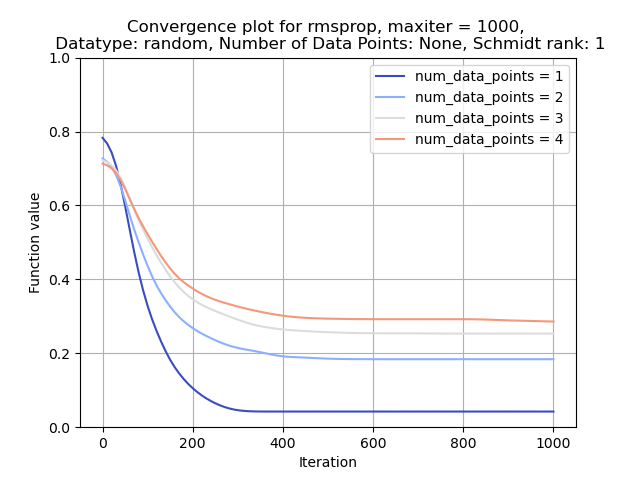 Convergence plot for rmsprop, maxiter = 1000,
Datatype: random, Number of Data Points: None, Schmidt rank: 1
num_data_points = 1
num_data_points = 2
num_data_points = 3
num_data_points = 4
Function value
1.0
0.8
0.6
0.4
0.2
0.0
0 200 400 600 800 1000
Iteration